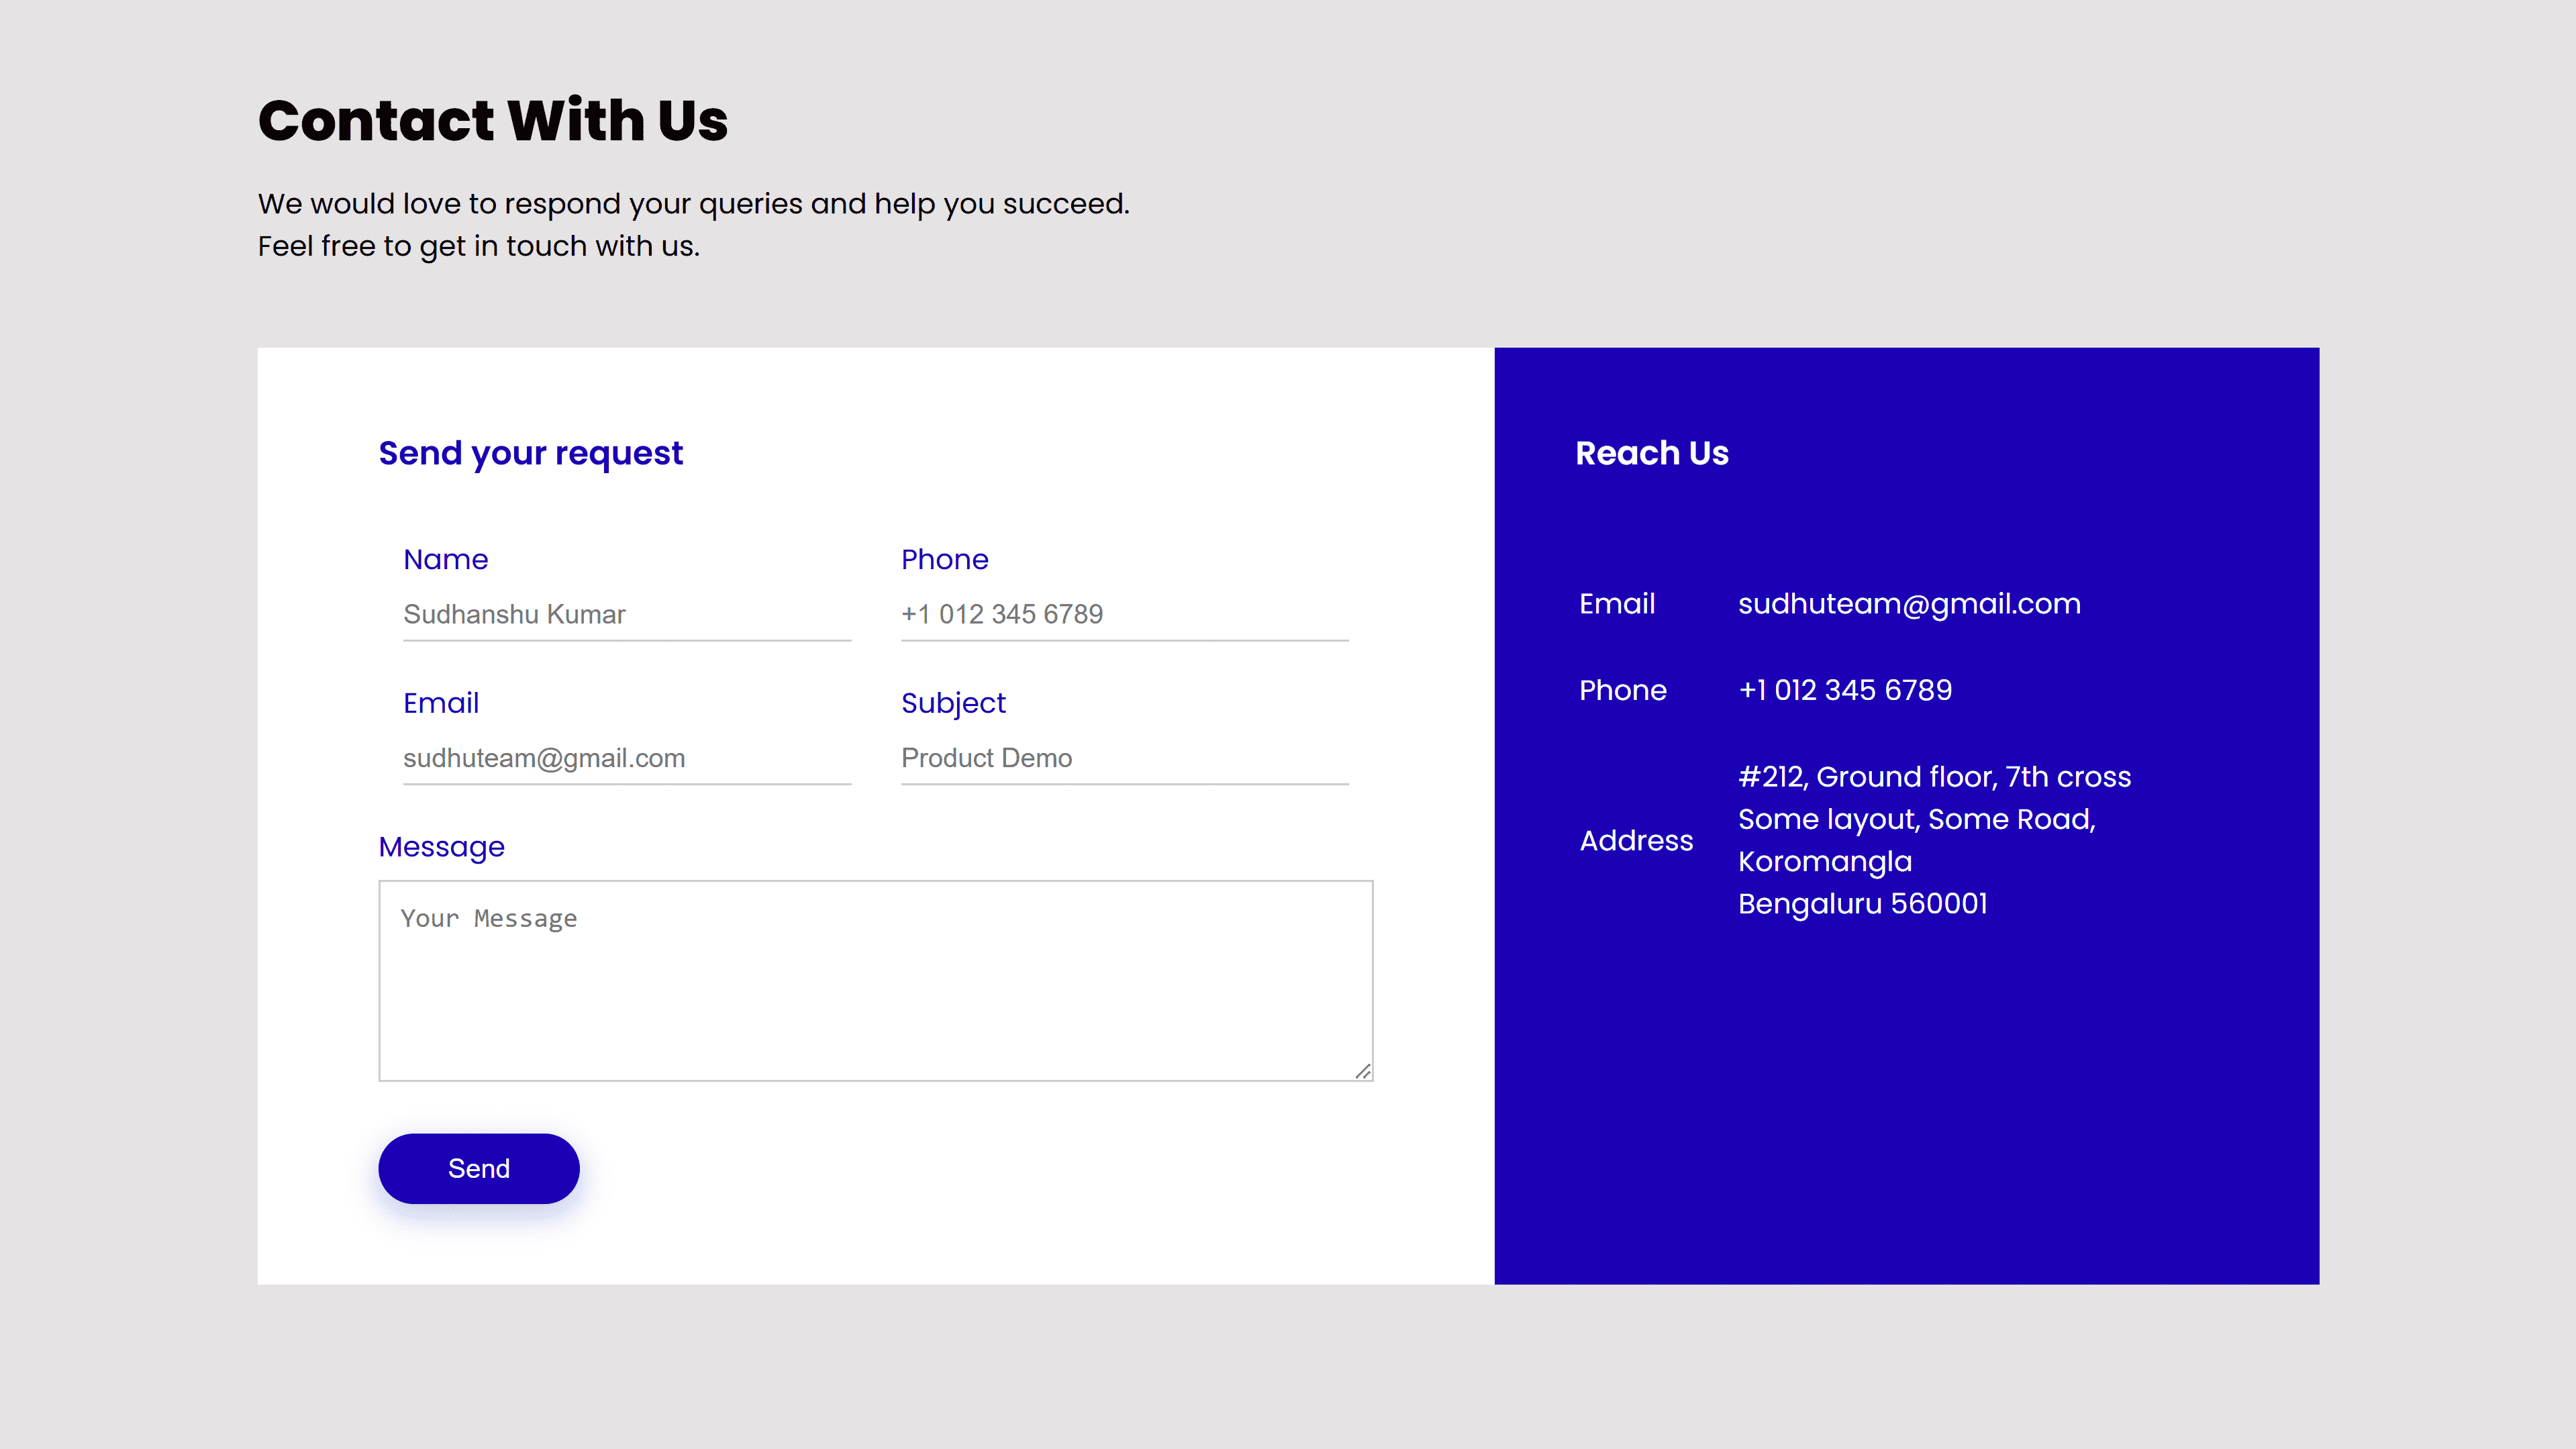 Contact With Us
We would love to respond your queries and help you succeed.
Feel free to get in touch with us.
Send your request
Name
Sudhanshu Kumar
Phone
+1 012 345 6789
Email
sudhuteam@gmail.com
Subject
Product Demo
Message
Your Message
Send
Reach Us
Email
sudhuteam@gmail.com
Phone
+1 012 345 6789
Address
#212, Ground floor, 7th cross
Some layout, Some Road,
Koromangla
Bengaluru 560001